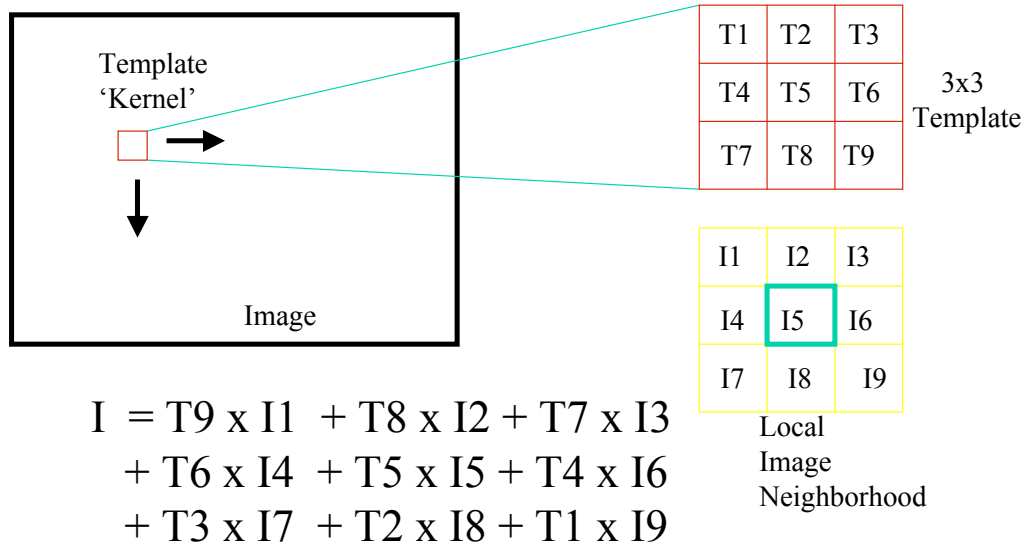 Template
‘Kernel’
Image
T1 T2 T3
T4 T5 T6
T7 T8 T9
3x3
Template
I1 I2 I3
I4 I5 I6
I7 I8 I9
Local
Image
Neighborhood
I = T9 x I1 + T8 x I2 + T7 x I3
+ T6 x I4 + T5 x I5 + T4 x I6
+ T3 x I7 + T2 x I8 + T1 x I9